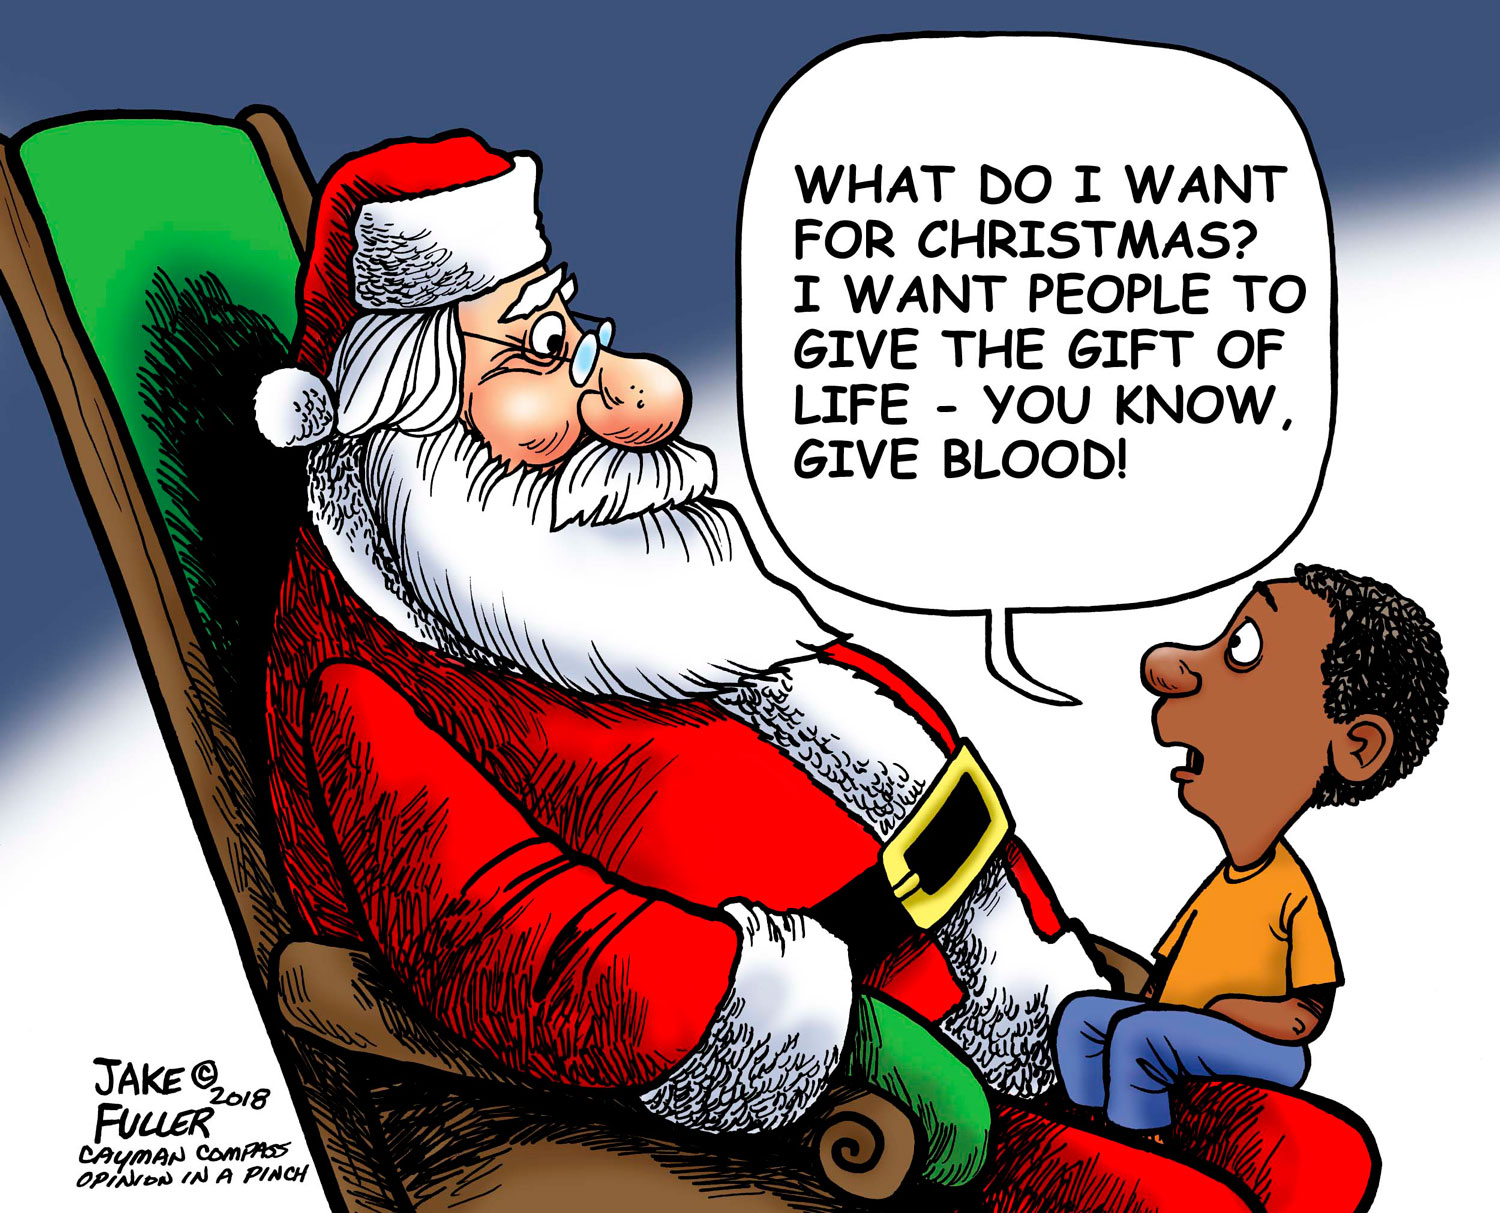 WHAT DO I WANT
FOR CHRISTMAS?
I WANT PEOPLE TO
GIVE THE GIFT OF
LIFE - YOU KNOW,
GIVE BLOOD!
JAKE ©
2018
FULLER
CAYMAN COMPASS
OPINION IN A PINCH